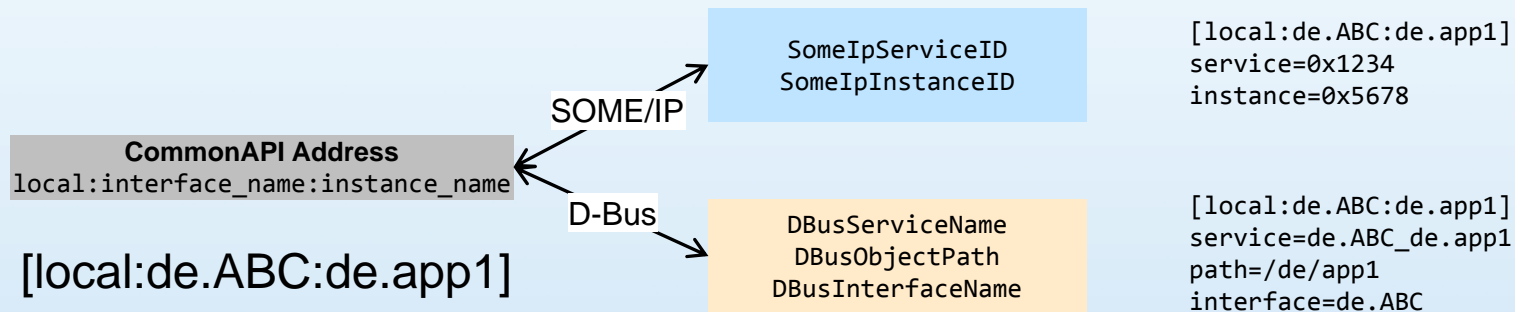 CommonAPI Address
local:interface_name:instance_name
[local:de.ABC:de.app1]
SOME/IP
D-Bus
SomeIpServiceID
SomeIpInstanceID
DBusServiceName
DBusObjectPath
DBusInterfaceName
[local:de.ABC:de.app1]
service=0x1234
instance=0x5678
[local:de.ABC:de.app1]
service=de.ABC_de.app1
path=/de/app1
interface=de.ABC